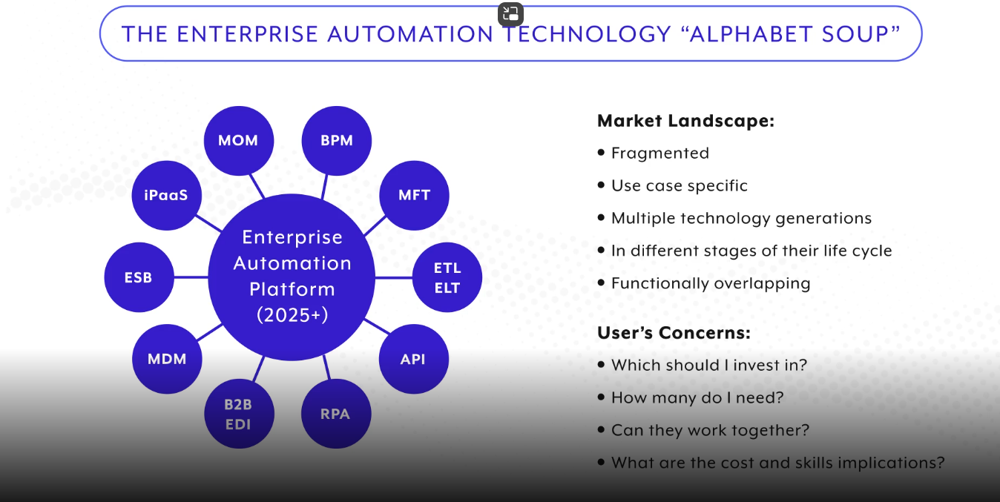 THE ENTERPRISE AUTOMATION TECHNOLOGY “ALPHABET SOUP”
MOM
BPM
iPaaS
MFT
Enterprise
Automation
Platform
(2025+)
ESB
ETL
ELT
MDM
API
B2B
EDI
RPA
Market Landscape:
• Fragmented
• Use case specific
• Multiple technology generations
• In different stages of their life cycle
• Functionally overlapping
User’s Concerns:
• Which should I invest in?
• How many do I need?
• Can they work together?
• What are the cost and skills implications?